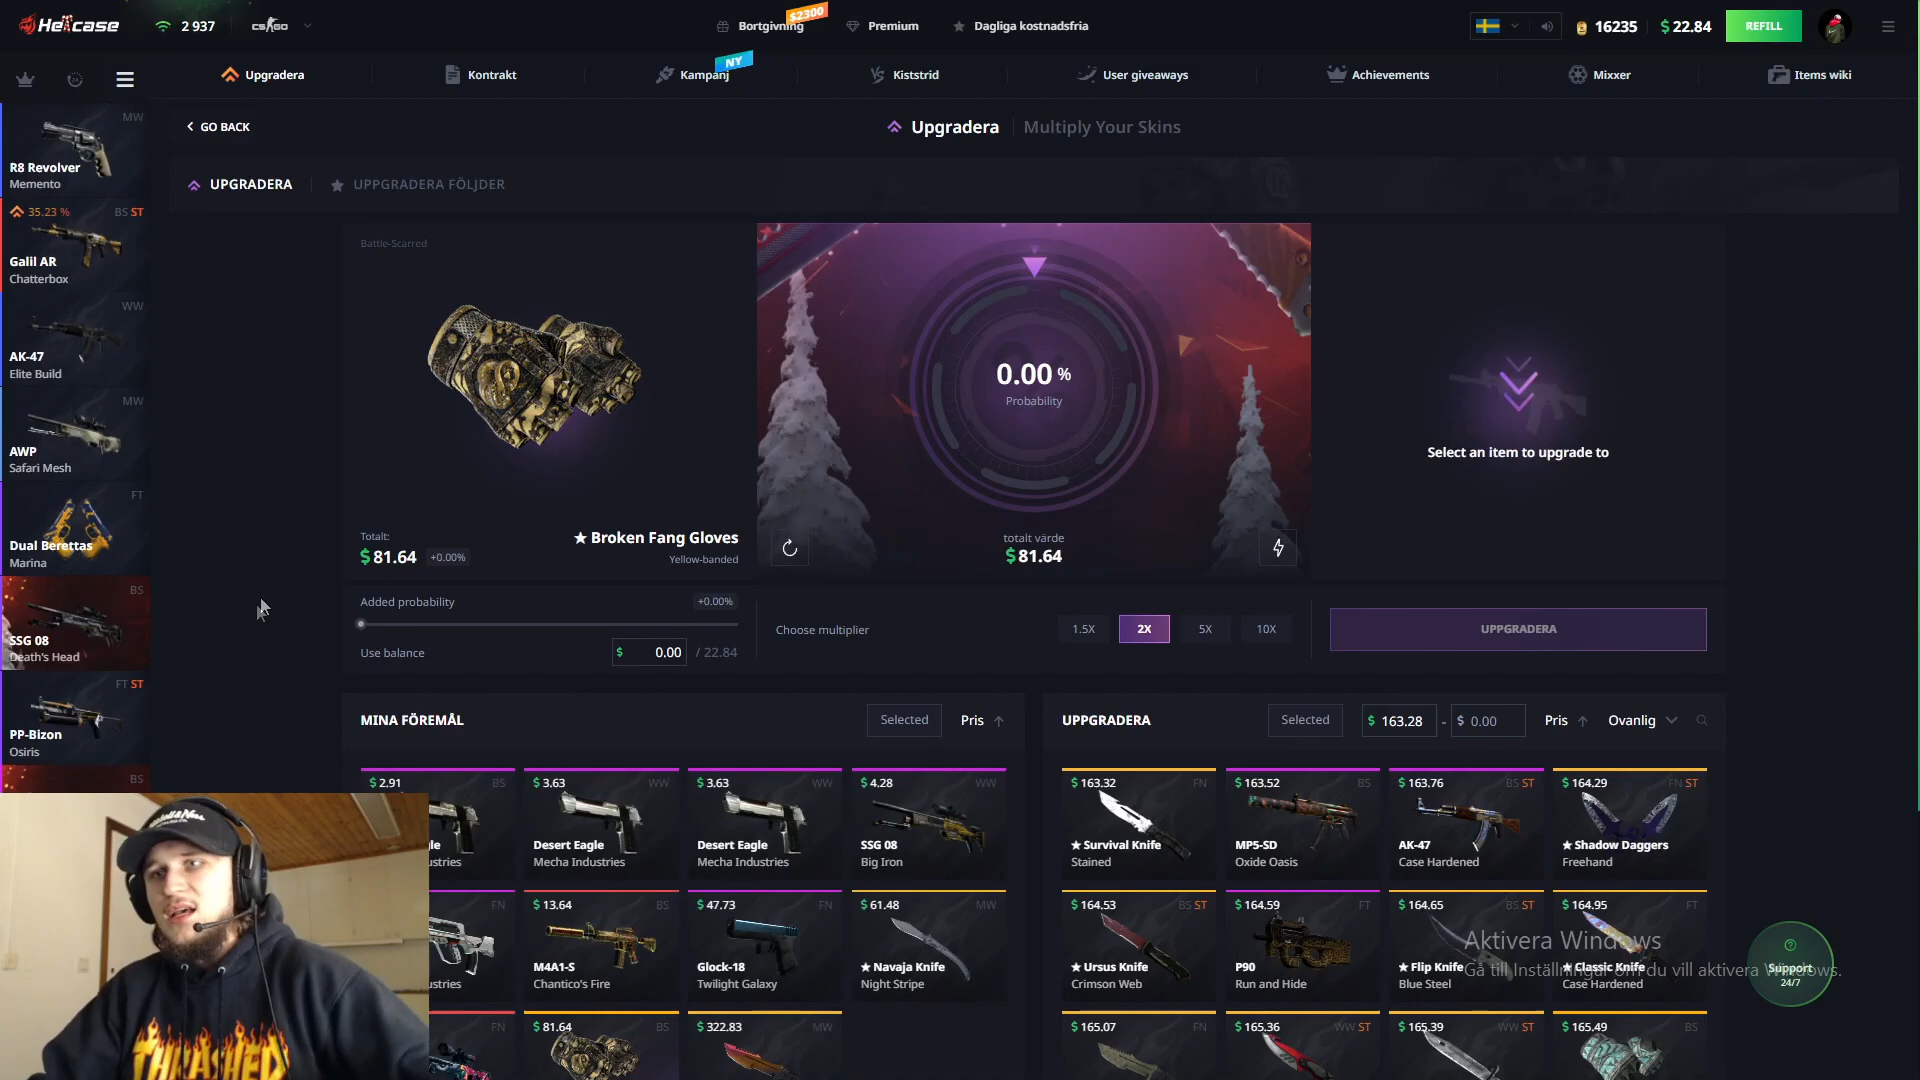 Hellcase
2 937
CS:GO
Bortgivning
$2300
Premium
Dagliga kostnadsfria
16235
$ 22.84
REFILL
Upgradera
Kontrakt
Kampanj
NY
Kiststrid
User giveaways
Achievements
Mixxer
Items wiki
GO BACK
Upgradera
Multiply Your Skins
UPGRADERA
UPPGRADERA FÖLJDER
MW
R8 Revolver
Memento
35.23 %
BS ST
Galil AR
Chatterbox
WW
AK-47
Elite Build
MW
AWP
Safari Mesh
FT
Dual Berettas
Marina
BS
SSG 08
Death's Head
FT ST
PP-Bizon
Osiris
BS
Battle-Scarred
Totalt:
$ 81.64
+0.00%
★ Broken Fang Gloves
Yellow-banded
0.00 %
Probability
totalt värde
$ 81.64
Select an item to upgrade to
Added probability
+0.00%
Use balance
$ 0.00
/ 22.84
Choose multiplier
1.5X
2X
5X
10X
UPPGRADERA
MINA FÖREMÅL
Selected
Pris
$ 2.91
BS
stries
$ 3.63
WW
Desert Eagle
Mecha Industries
$ 3.63
WW
Desert Eagle
Mecha Industries
$ 4.28
WW
SSG 08
Big Iron
FN
stries
$ 13.64
BS
M4A1-S
Chantico's Fire
$ 47.73
FN
Glock-18
Twilight Galaxy
$ 61.48
MW
★ Navaja Knife
Night Stripe
FN
$ 81.64
BS
$ 322.83
MW
UPPGRADERA
Selected
$ 163.28
-
$ 0.00
Pris
Ovanlig
$ 163.32
FN
★ Survival Knife
Stained
$ 163.52
BS
MP5-SD
Oxide Oasis
$ 163.76
BS ST
AK-47
Case Hardened
$ 164.29
FN ST
★ Shadow Daggers
Freehand
$ 164.53
BS ST
★ Ursus Knife
Crimson Web
$ 164.59
FT
P90
Run and Hide
$ 164.65
BS ST
★ Flip Knife
Blue Steel
$ 164.95
FT
★ Classic Knife
Case Hardened
$ 165.07
FN
$ 165.36
WW ST
$ 165.39
WW ST
$ 165.49
BS
Aktivera Windows
Gå till Inställningar om du vill aktivera Windows.
Support
24/7
THRASHER